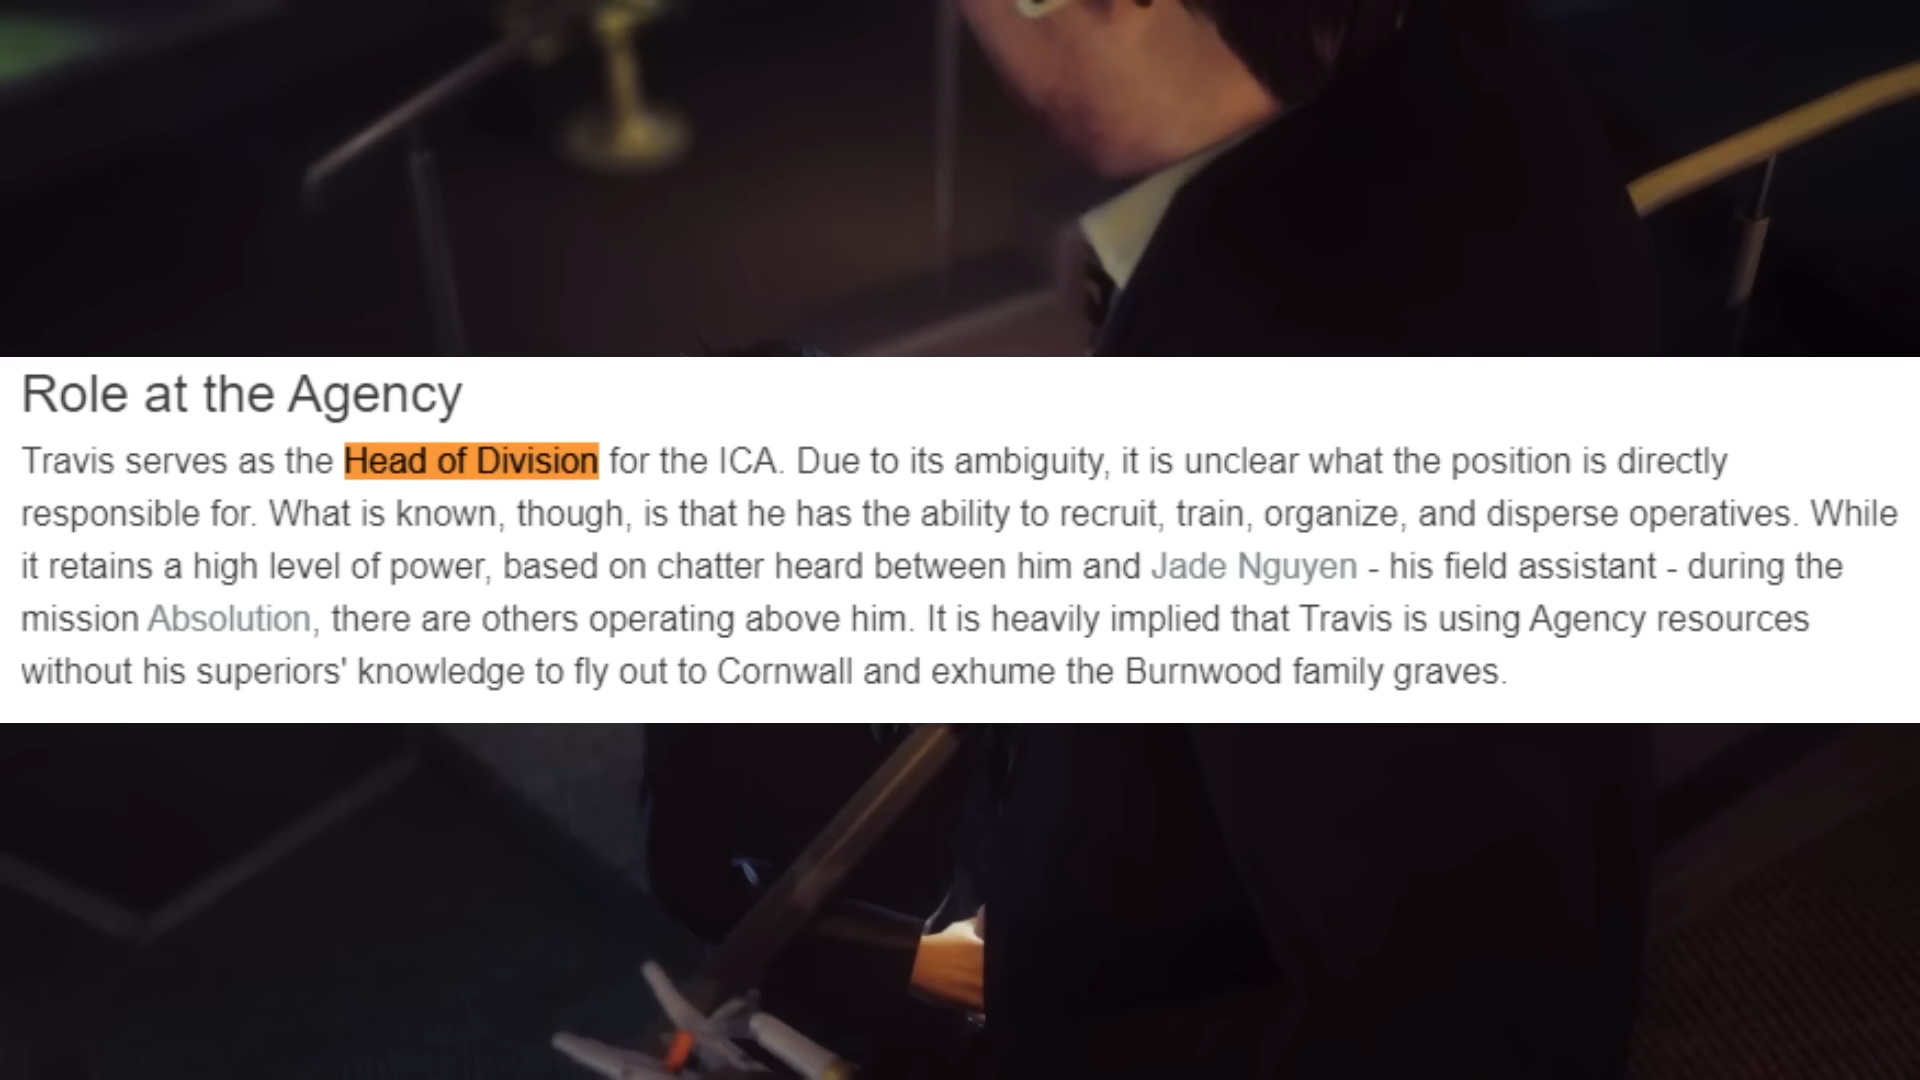 Role at the Agency
Travis serves as the Head of Division for the ICA. Due to its ambiguity, it is unclear what the position is directly
responsible for. What is known, though, is that he has the ability to recruit, train, organize, and disperse operatives. While
it retains a high level of power, based on chatter heard between him and Jade Nguyen - his field assistant - during the
mission Absolution, there are others operating above him. It is heavily implied that Travis is using Agency resources
without his superiors' knowledge to fly out to Cornwall and exhume the Burnwood family graves.